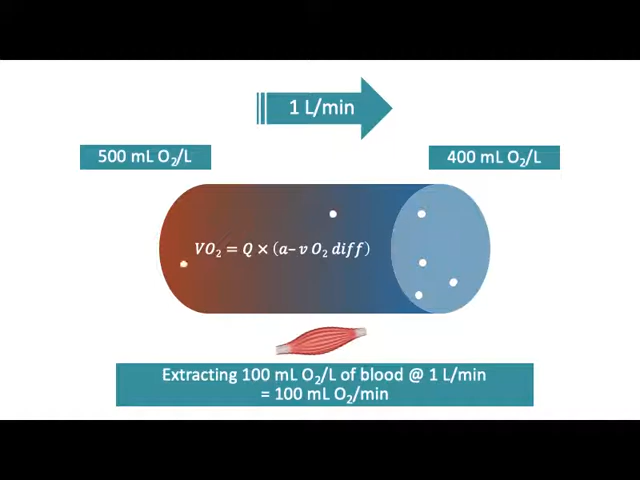 1 L/min
500 mL O₂/L
400 mL O₂/L
VO₂ = Q × (a– v O₂ diff)
Extracting 100 mL O₂/L of blood @ 1 L/min
= 100 mL O₂/min